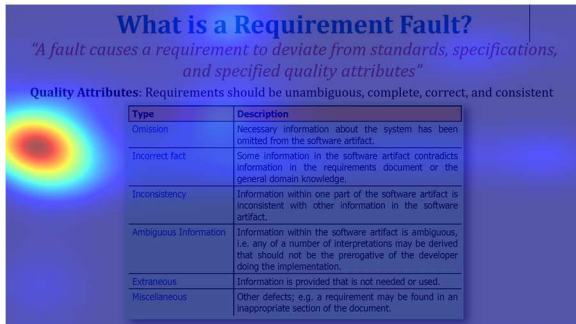 What is a Requirement Fault?
"A fault causes a requirement to deviate from standards, specifications,
and specified quality attributes"
Quality Attributes: Requirements should be unambiguous, complete, correct, and consistent
Type Description
Omission Necessary information about the system has been
omitted from the software artifact.
Incorrect fact Some information in the software artifact contradicts
information in the requirements document or the
general domain knowledge.
Inconsistency Information within one part of the software artifact is
inconsistent with other information in the software
artifact.
Ambiguous Information Information within the software artifact is ambiguous,
i.e. any of a number of interpretations may be derived
that should not be the prerogative of the developer
doing the implementation.
Extraneous Information is provided that is not needed or used.
Miscellaneous Other defects; e.g. a requirement may be found in an
inappropriate section of the document.